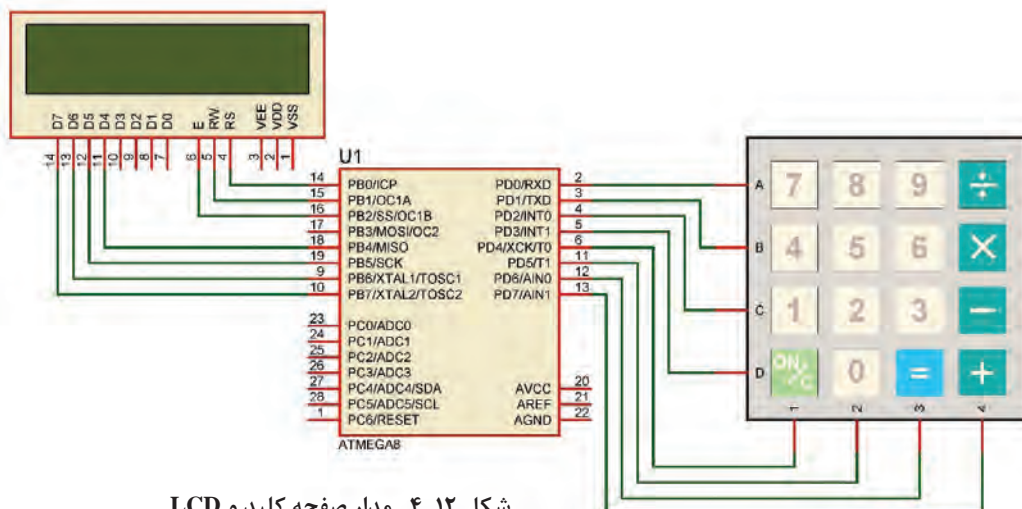 D7 D6 D5 D4 D3 D2 D1 D0 E RW RS VEE VDD VSS
14 13 12 11 10 9 8 7 6 5 4 3 2 1
U1
14 PB0/ICP PD0/RXD 2
15 PB1/OC1A PD1/TXD 3
16 PB2/SS/OC1B PD2/INT0 4
17 PB3/MOSI/OC2 PD3/INT1 5
18 PB4/MISO PD4/XCK/T0 6
19 PB5/SCK PD5/T1 11
9 PB6/XTAL1/TOSC1 PD6/AIN0 12
10 PB7/XTAL2/TOSC2 PD7/AIN1 13
23 PC0/ADC0
24 PC1/ADC1
25 PC2/ADC2
26 PC3/ADC3
27 PC4/ADC4/SDA AVCC 20
28 PC5/ADC5/SCL AREF 21
1 PC6/RESET AGND 22
ATMEGA8
A 7 8 9 ÷
B 4 5 6 ×
C 1 2 3 −
D ON/C 0 = +
1 2 3 4
شکل ۱۲ـ۴ـ مدار صفحه کلید و LCD